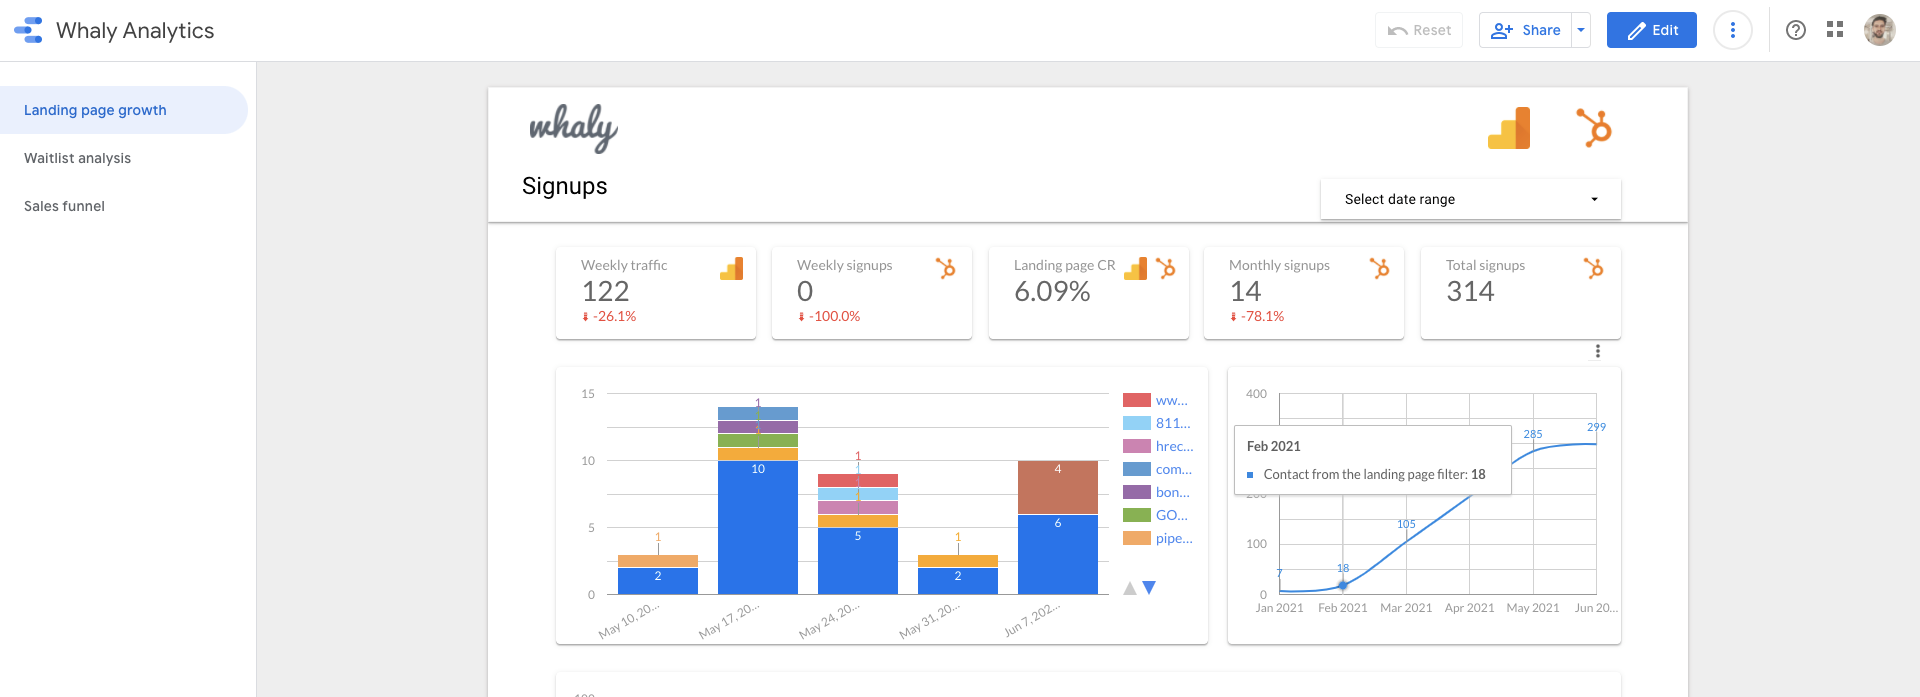 Whaly Analytics
Reset
Share
Edit
Landing page growth
Waitlist analysis
Sales funnel
whaly
Signups
Select date range
Weekly traffic
122
-26.1%
Weekly signups
0
-100.0%
Landing page CR
6.09%
Monthly signups
14
-78.1%
Total signups
314
15
10
5
0
1
2
1
10
1
1
5
1
2
4
6
May 10, 20...
May 17, 20...
May 24, 20...
May 31, 20...
Jun 7, 202...
ww...
811...
hrec...
com...
bon...
GO...
pipe...
400
100
0
Feb 2021
Contact from the landing page filter: 18
7
18
105
285
299
Jan 2021
Feb 2021
Mar 2021
Apr 2021
May 2021
Jun 20...